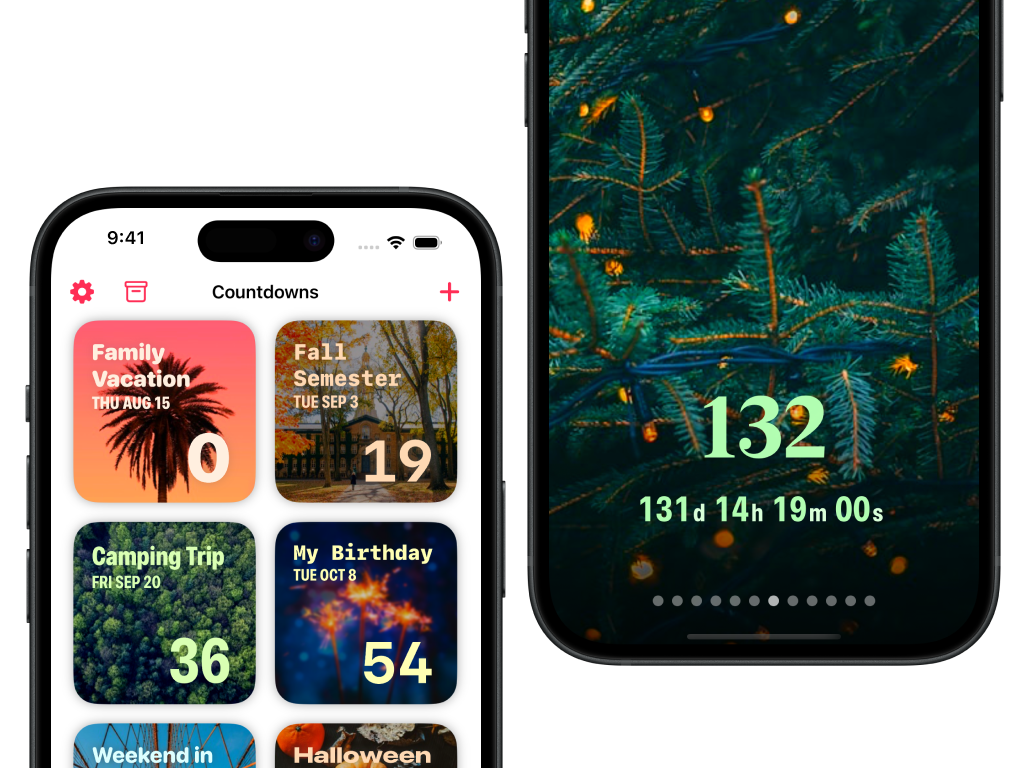 9:41
Countdowns
Family
Vacation
THU AUG 15
0
Fall
Semester
TUE SEP 3
19
Camping Trip
FRI SEP 20
36
My Birthday
TUE OCT 8
54
Weekend in
Halloween
132
131d 14h 19m 00s